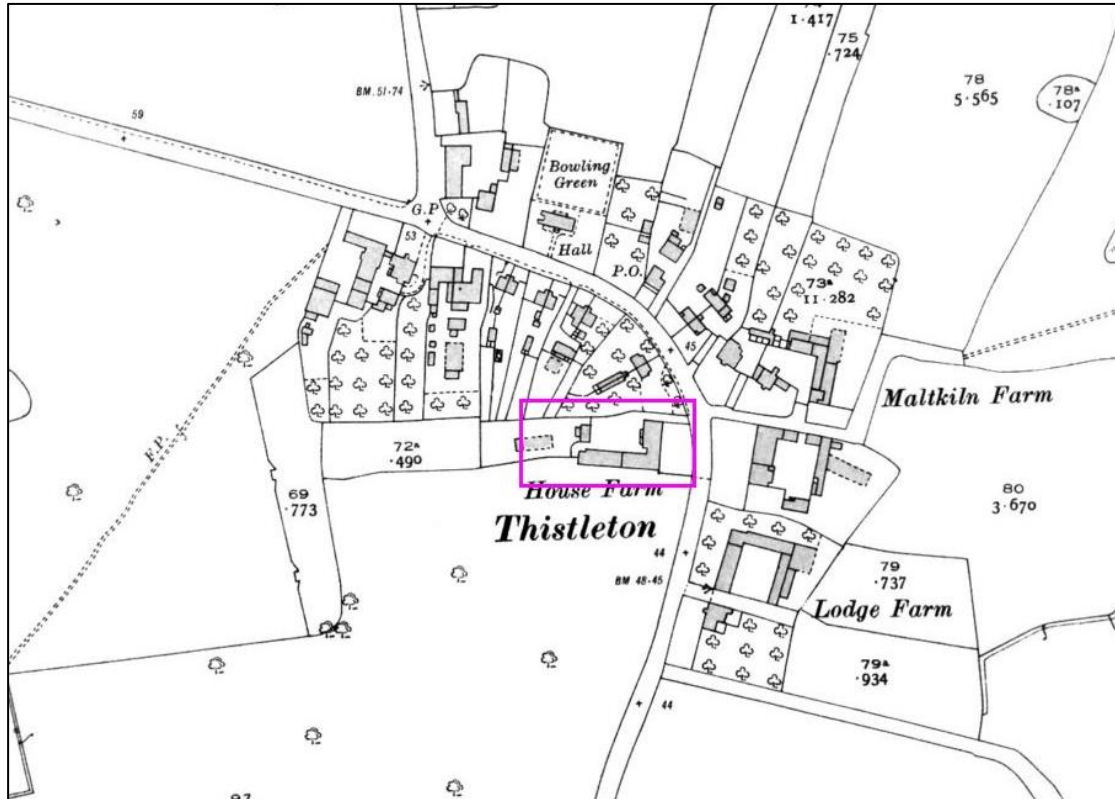 1·417
75
·724
78
5·565
78ᵃ
·107
BM. 51·74
59
Bowling
Green
G.P
53
Hall
P.O.
73ᵃ
11·282
45
Maltkiln Farm
F.P.
72ᵃ
·490
69
·773
House Farm
Thistleton
80
3·670
44
BM 48·45
79
·737
Lodge Farm
79ᵃ
·934
44